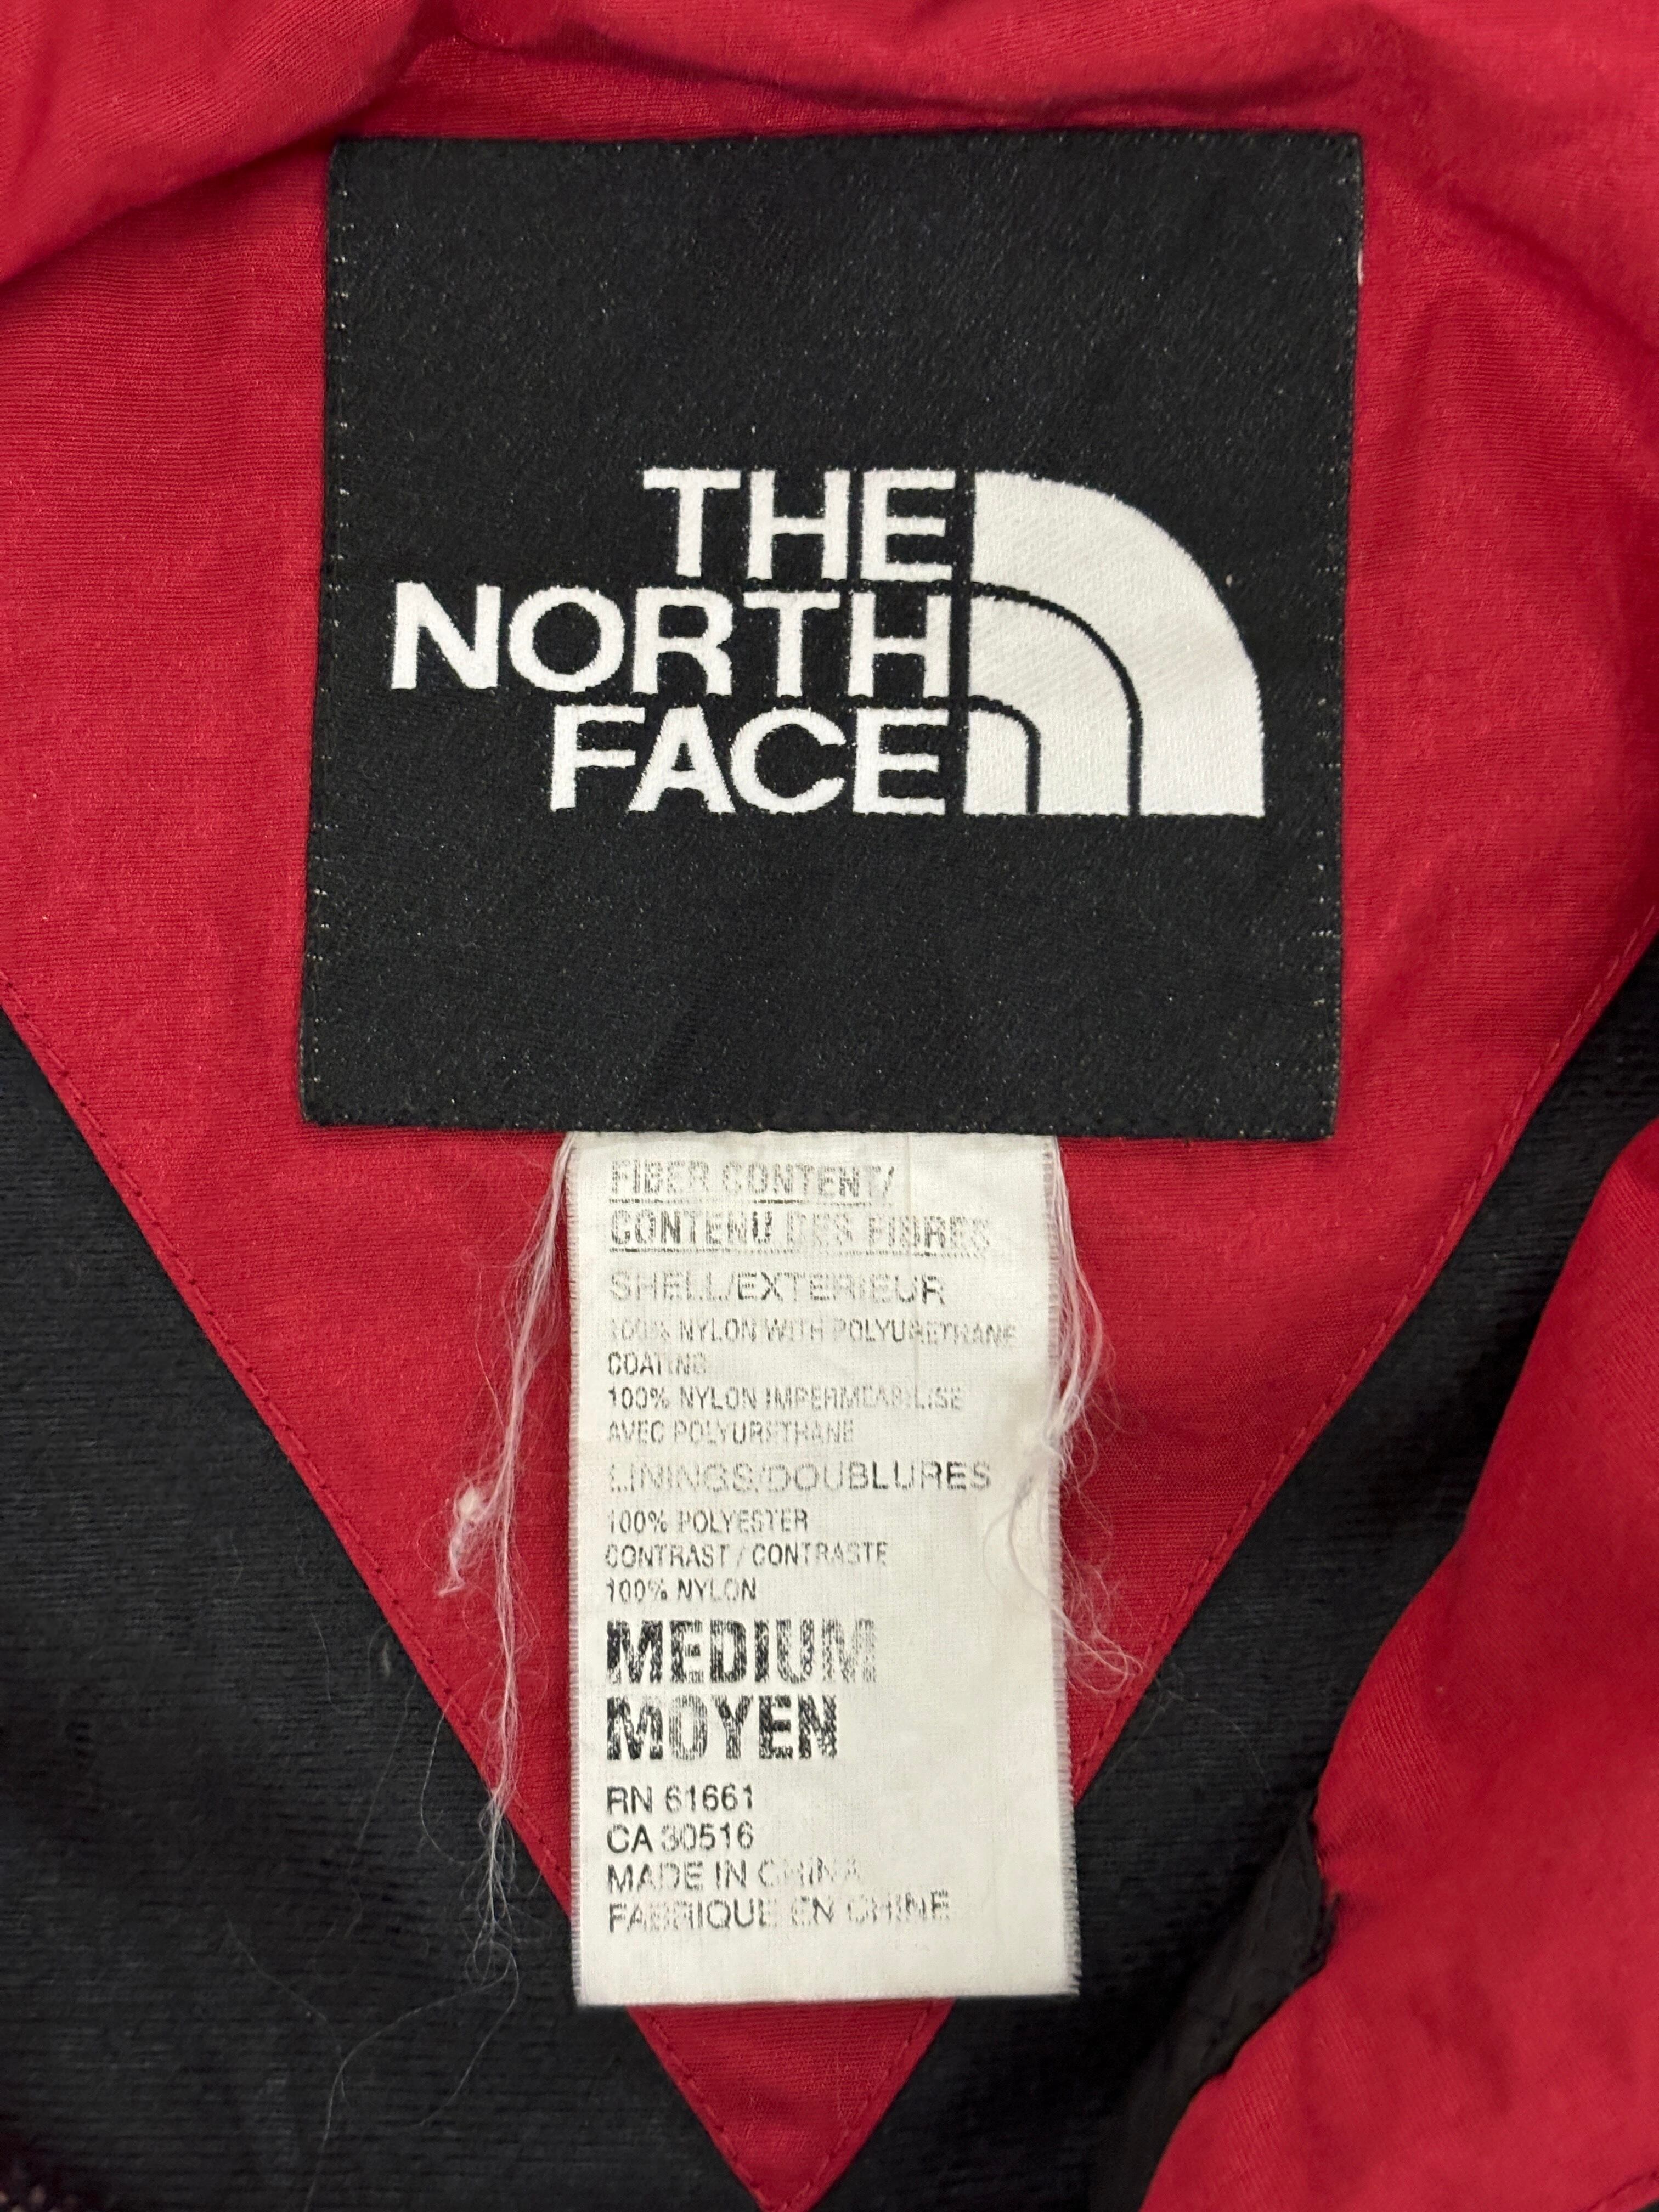 THE
NORTH
FACE
FIBER CONTENT/
CONTENU DES FIBRES
SHELL/EXTERIEUR
100% NYLON WITH POLYURETHANE
COATING
100% NYLON IMPERMEABILISE
AVEC POLYURETHANE
LININGS/DOUBLURES
100% POLYESTER
CONTRAST / CONTRASTE
100% NYLON
MEDIUM
MOYEN
RN 61661
CA 30516
MADE IN CHINA
FABRIQUE EN CHINE